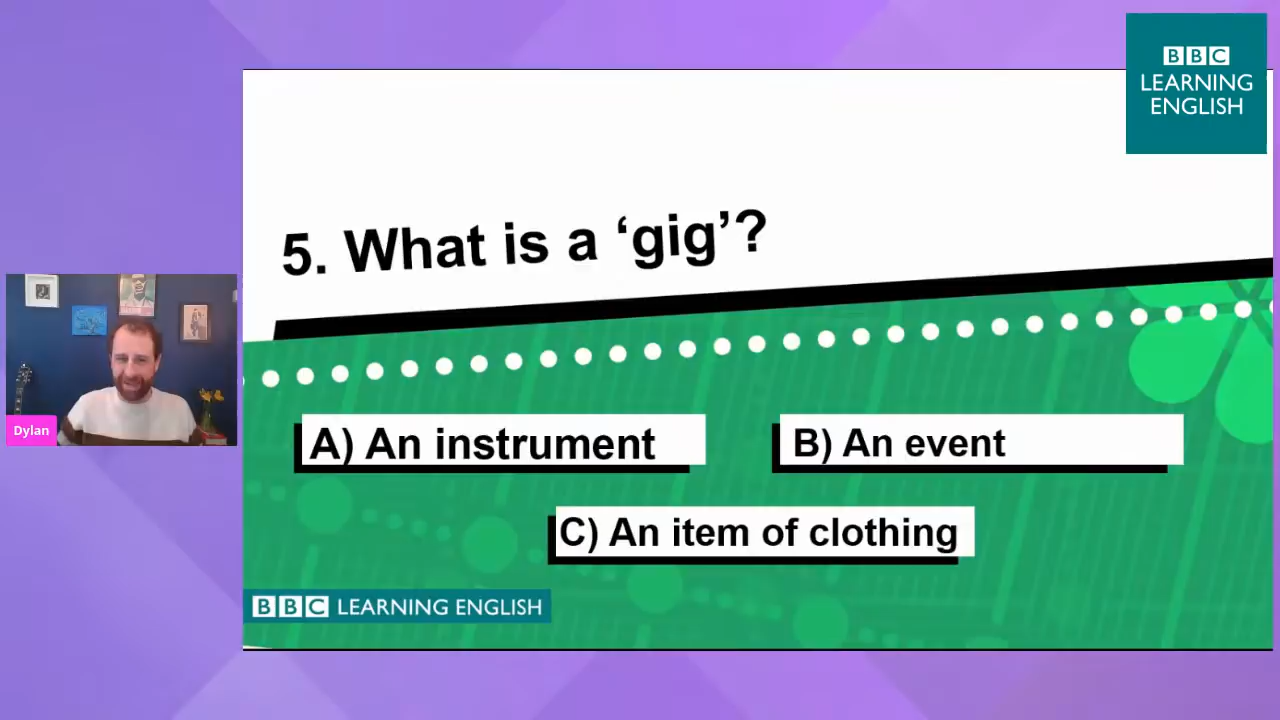 BBC
LEARNING
ENGLISH
5. What is a ‘gig’?
Dylan
A) An instrument
B) An event
C) An item of clothing
BBC LEARNING ENGLISH